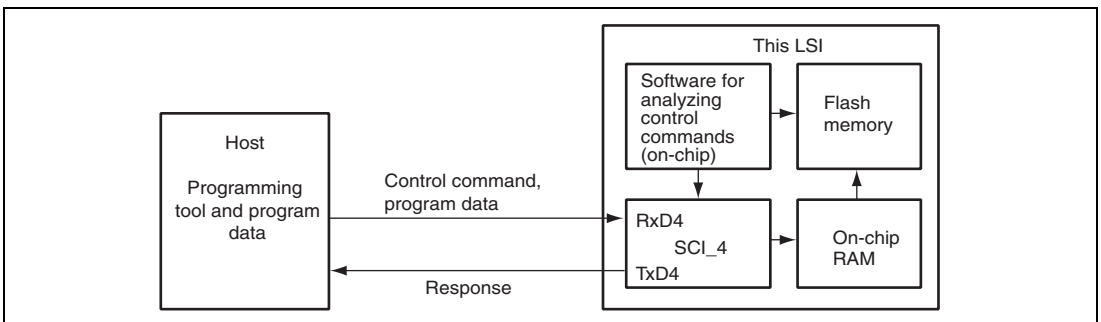 This LSI
Host
Programming
tool and program
data
Control command,
program data
Response
Software for
analyzing
control
commands
(on-chip)
Flash
memory
RxD4
SCI_4
TxD4
On-chip
RAM